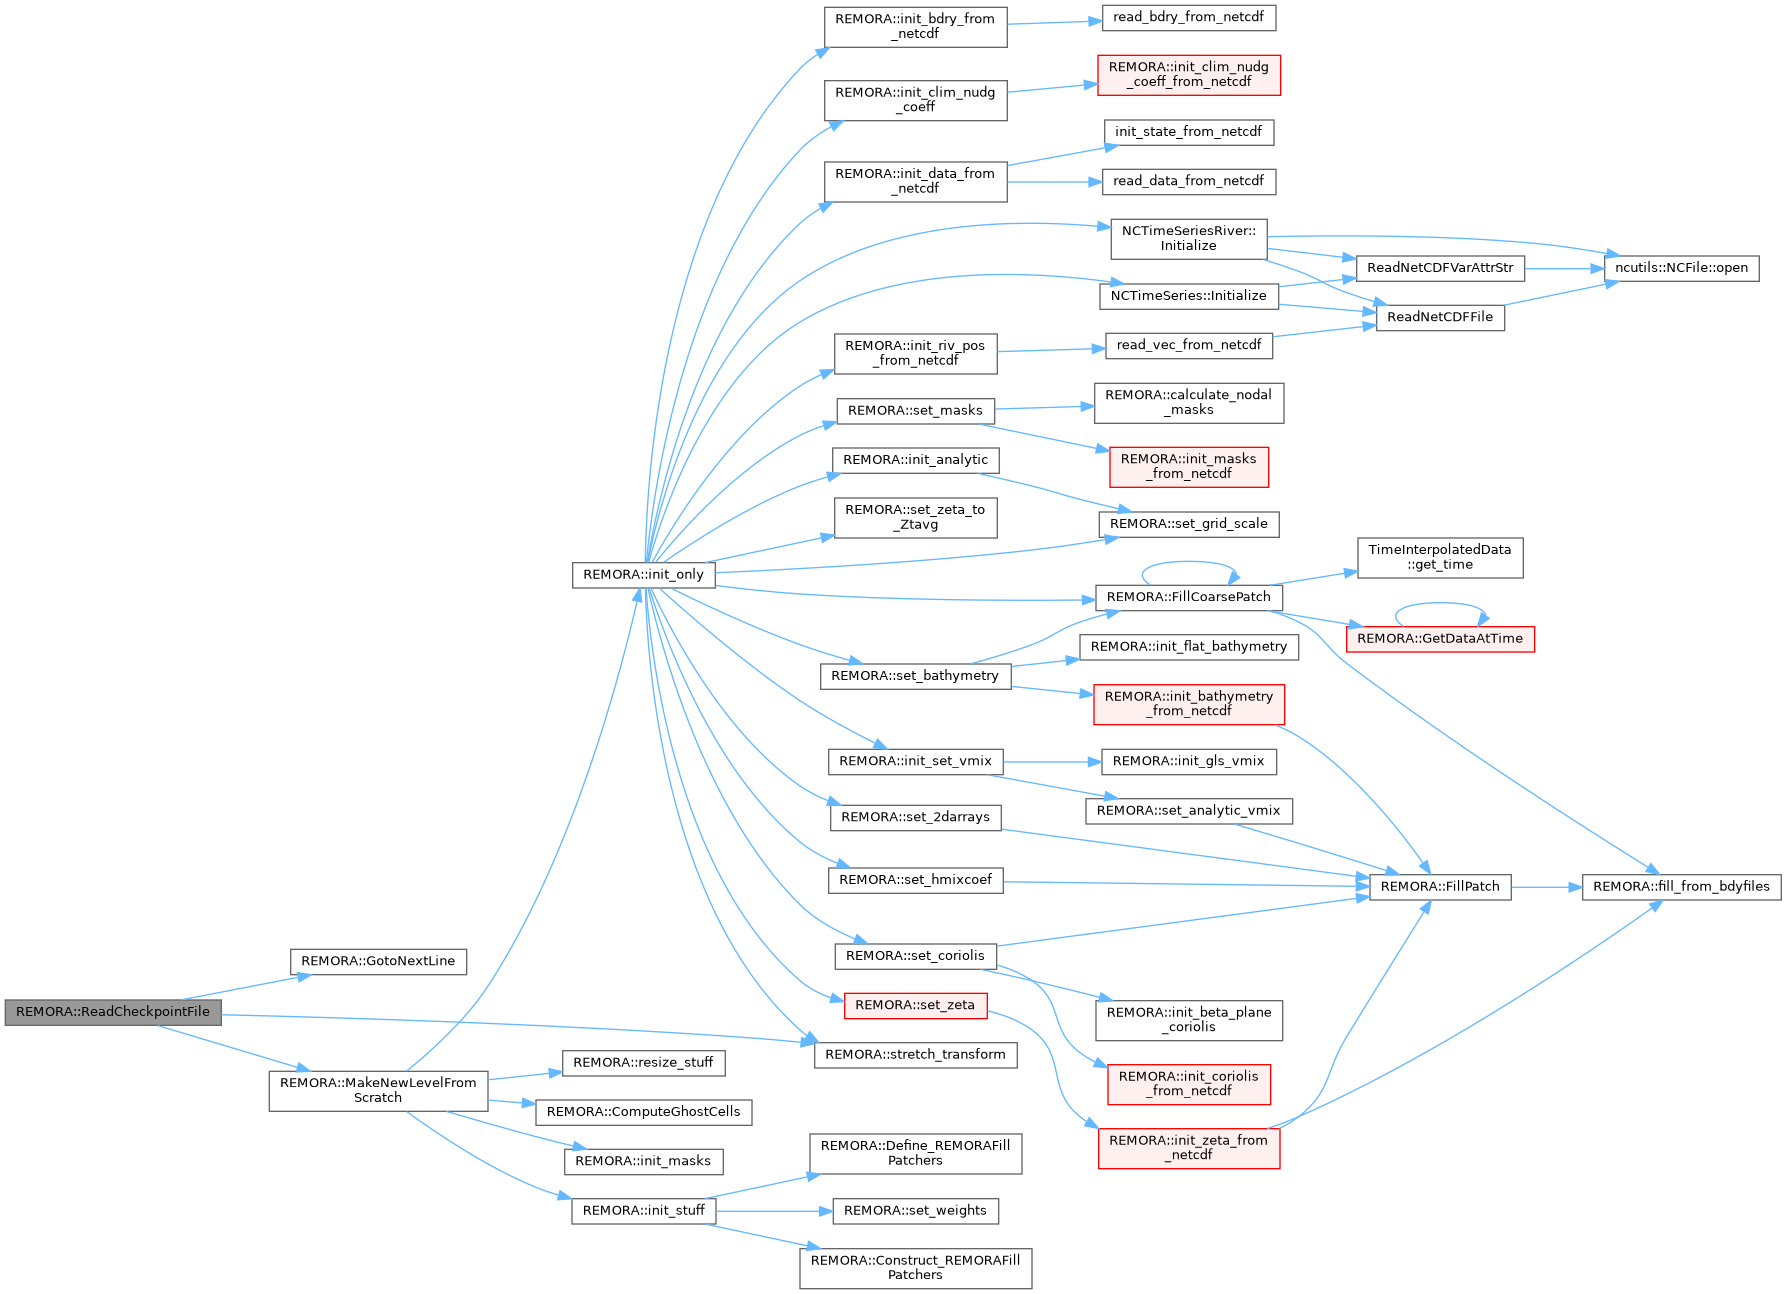 REMORA::ReadCheckpointFile
REMORA::GotoNextLine
REMORA::MakeNewLevelFrom
Scratch
REMORA::init_only
REMORA::resize_stuff
REMORA::ComputeGhostCells
REMORA::init_masks
REMORA::init_stuff
REMORA::init_bdry_from
_netcdf
REMORA::init_clim_nudg
_coeff
REMORA::init_data_from
_netcdf
REMORA::init_riv_pos
_from_netcdf
REMORA::set_masks
REMORA::init_analytic
REMORA::set_zeta_to
_Ztavg
REMORA::set_bathymetry
REMORA::init_set_vmix
REMORA::set_2darrays
REMORA::set_hmixcoef
REMORA::set_coriolis
REMORA::set_zeta
REMORA::stretch_transform
REMORA::Define_REMORAFill
Patchers
REMORA::set_weights
REMORA::Construct_REMORAFill
Patchers
read_bdry_from_netcdf
REMORA::init_clim_nudg
_coeff_from_netcdf
init_state_from_netcdf
read_data_from_netcdf
NCTimeSeriesRiver::
Initialize
NCTimeSeries::Initialize
read_vec_from_netcdf
REMORA::calculate_nodal
_masks
REMORA::init_masks
_from_netcdf
REMORA::set_grid_scale
REMORA::FillCoarsePatch
REMORA::init_flat_bathymetry
REMORA::init_bathymetry
_from_netcdf
REMORA::init_gls_vmix
REMORA::set_analytic_vmix
REMORA::init_beta_plane
_coriolis
REMORA::init_coriolis
_from_netcdf
REMORA::init_zeta_from
_netcdf
ReadNetCDFVarAttrStr
ReadNetCDFFile
TimeInterpolatedData
::get_time
REMORA::GetDataAtTime
REMORA::FillPatch
ncutils::NCFile::open
REMORA::fill_from_bdyfiles